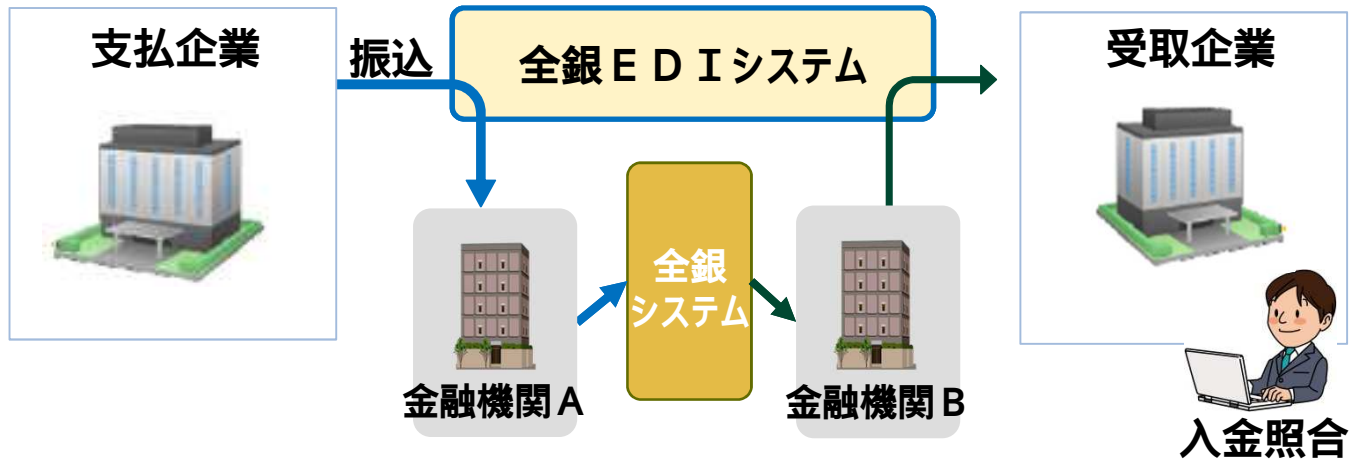 支払企業
振込
全銀ＥＤＩシステム
受取企業
全銀
システム
金融機関Ａ
金融機関Ｂ
入金照合